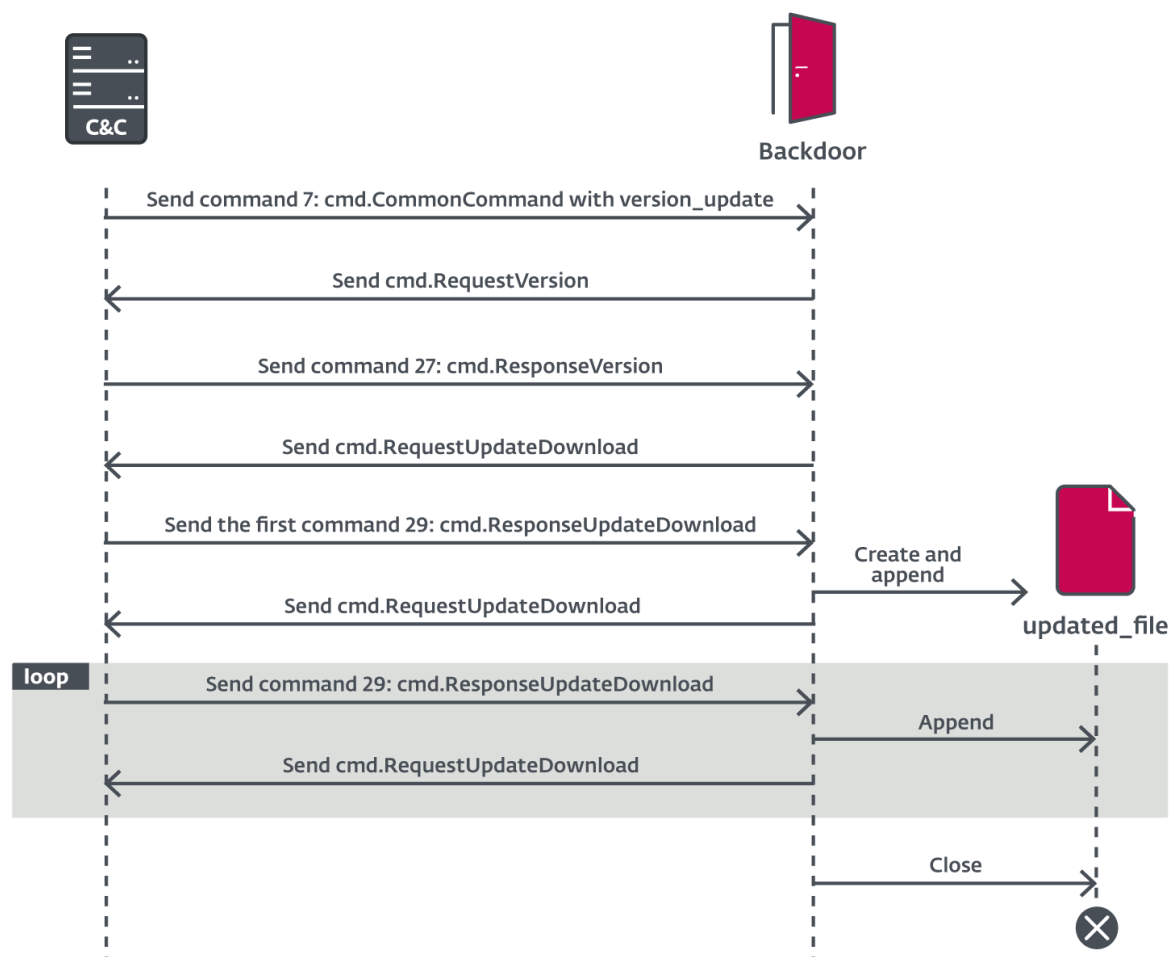 C&C
Backdoor
Send command 7: cmd.CommonCommand with version_update
Send cmd.RequestVersion
Send command 27: cmd.ResponseVersion
Send cmd.RequestUpdateDownload
Send the first command 29: cmd.ResponseUpdateDownload
Create and
append
Send cmd.RequestUpdateDownload
updated_file
loop
Send command 29: cmd.ResponseUpdateDownload
Append
Send cmd.RequestUpdateDownload
Close